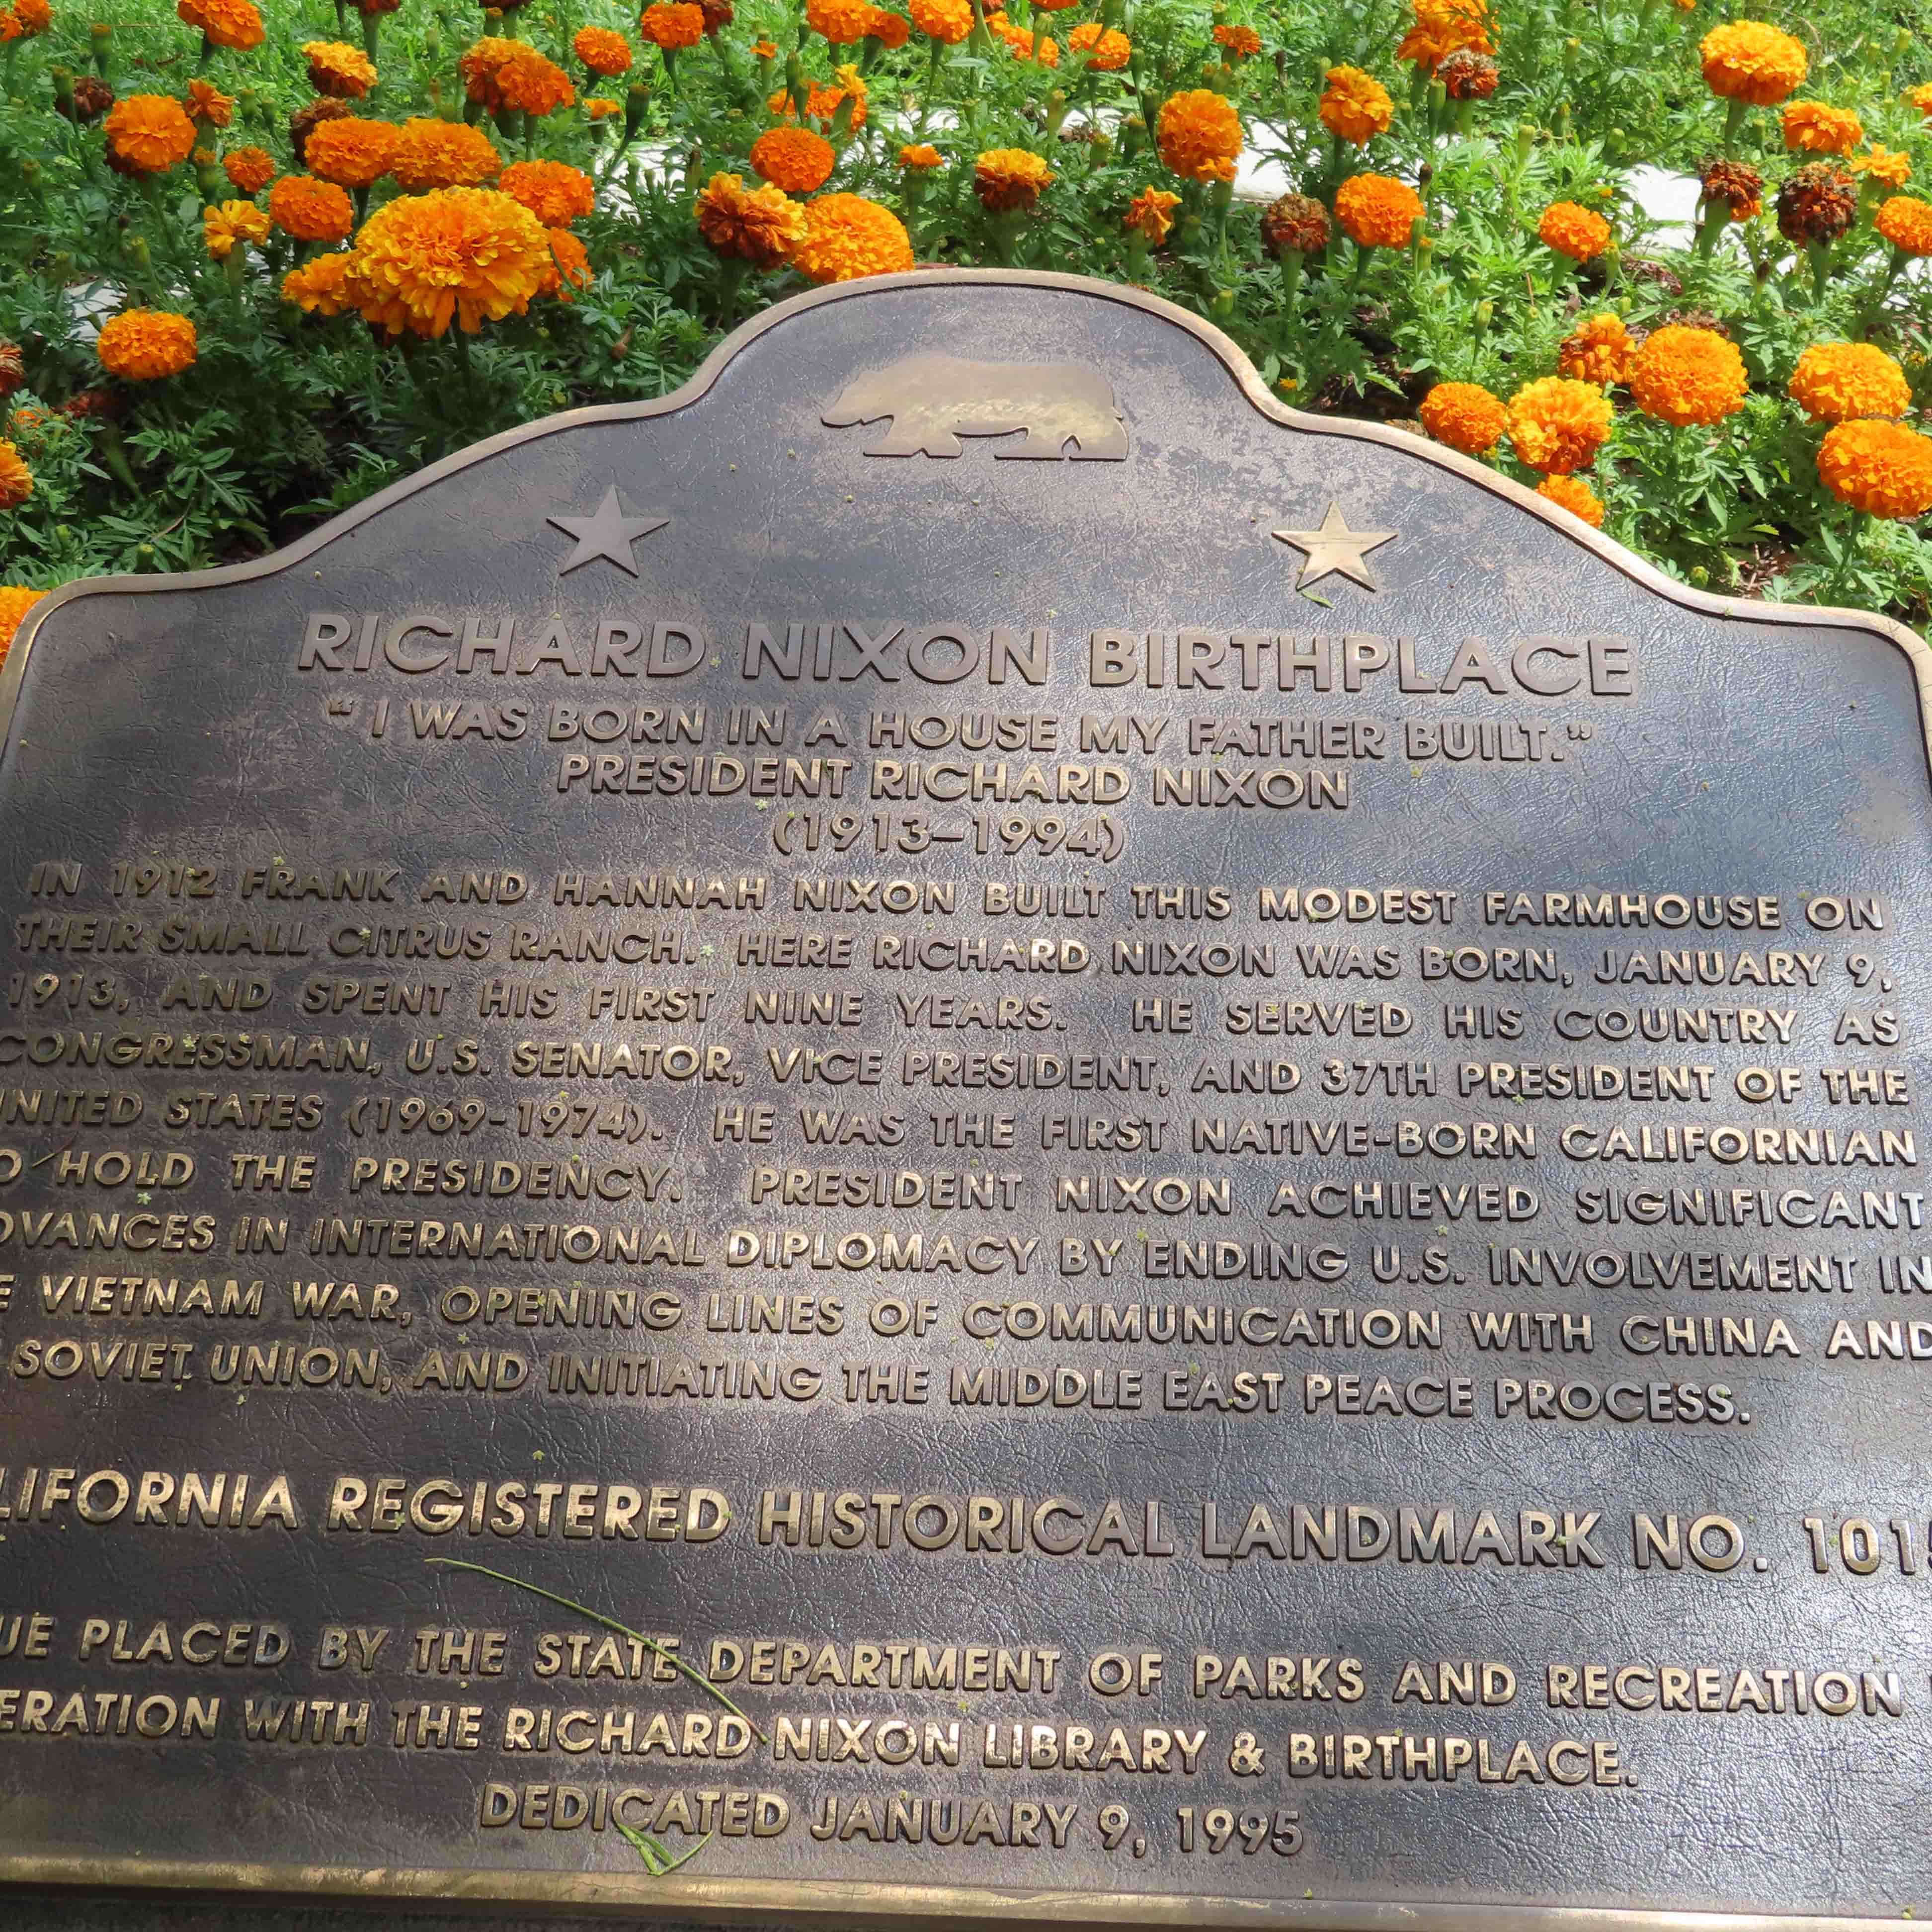 RICHARD NIXON BIRTHPLACE
" I WAS BORN IN A HOUSE MY FATHER BUILT."
PRESIDENT RICHARD NIXON
(1913–1994)
IN 1912 FRANK AND HANNAH NIXON BUILT THIS MODEST FARMHOUSE ON
THEIR SMALL CITRUS RANCH. HERE RICHARD NIXON WAS BORN, JANUARY 9,
1913, AND SPENT HIS FIRST NINE YEARS. HE SERVED HIS COUNTRY AS
CONGRESSMAN, U.S. SENATOR, VICE PRESIDENT, AND 37TH PRESIDENT OF THE
NITED STATES (1969-1974). HE WAS THE FIRST NATIVE-BORN CALIFORNIAN
O HOLD THE PRESIDENCY. PRESIDENT NIXON ACHIEVED SIGNIFICANT
DVANCES IN INTERNATIONAL DIPLOMACY BY ENDING U.S. INVOLVEMENT IN
E VIETNAM WAR, OPENING LINES OF COMMUNICATION WITH CHINA AND
SOVIET UNION, AND INITIATING THE MIDDLE EAST PEACE PROCESS.
LIFORNIA REGISTERED HISTORICAL LANDMARK NO. 101
UE PLACED BY THE STATE DEPARTMENT OF PARKS AND RECREATION
ERATION WITH THE RICHARD NIXON LIBRARY & BIRTHPLACE.
DEDICATED JANUARY 9, 1995